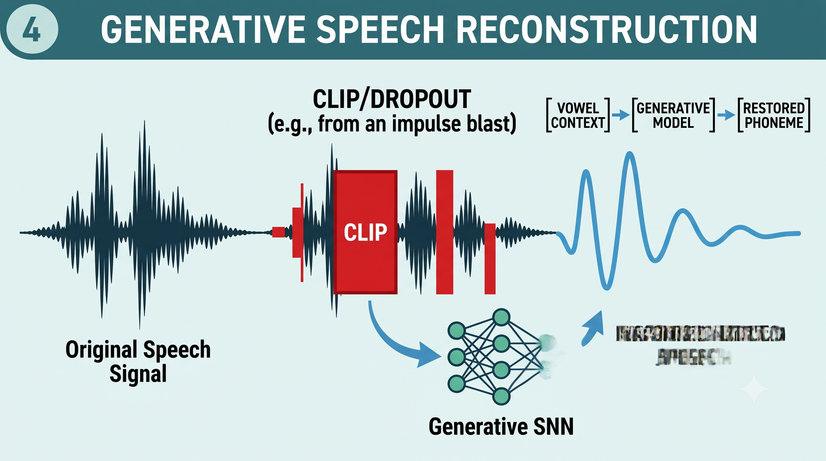 4 GENERATIVE SPEECH RECONSTRUCTION
CLIP/DROPOUT
(e.g., from an impulse blast)
[VOWEL CONTEXT] → [GENERATIVE MODEL] → [RESTORED PHONEME]
CLIP
Original Speech
Signal
Generative SNN